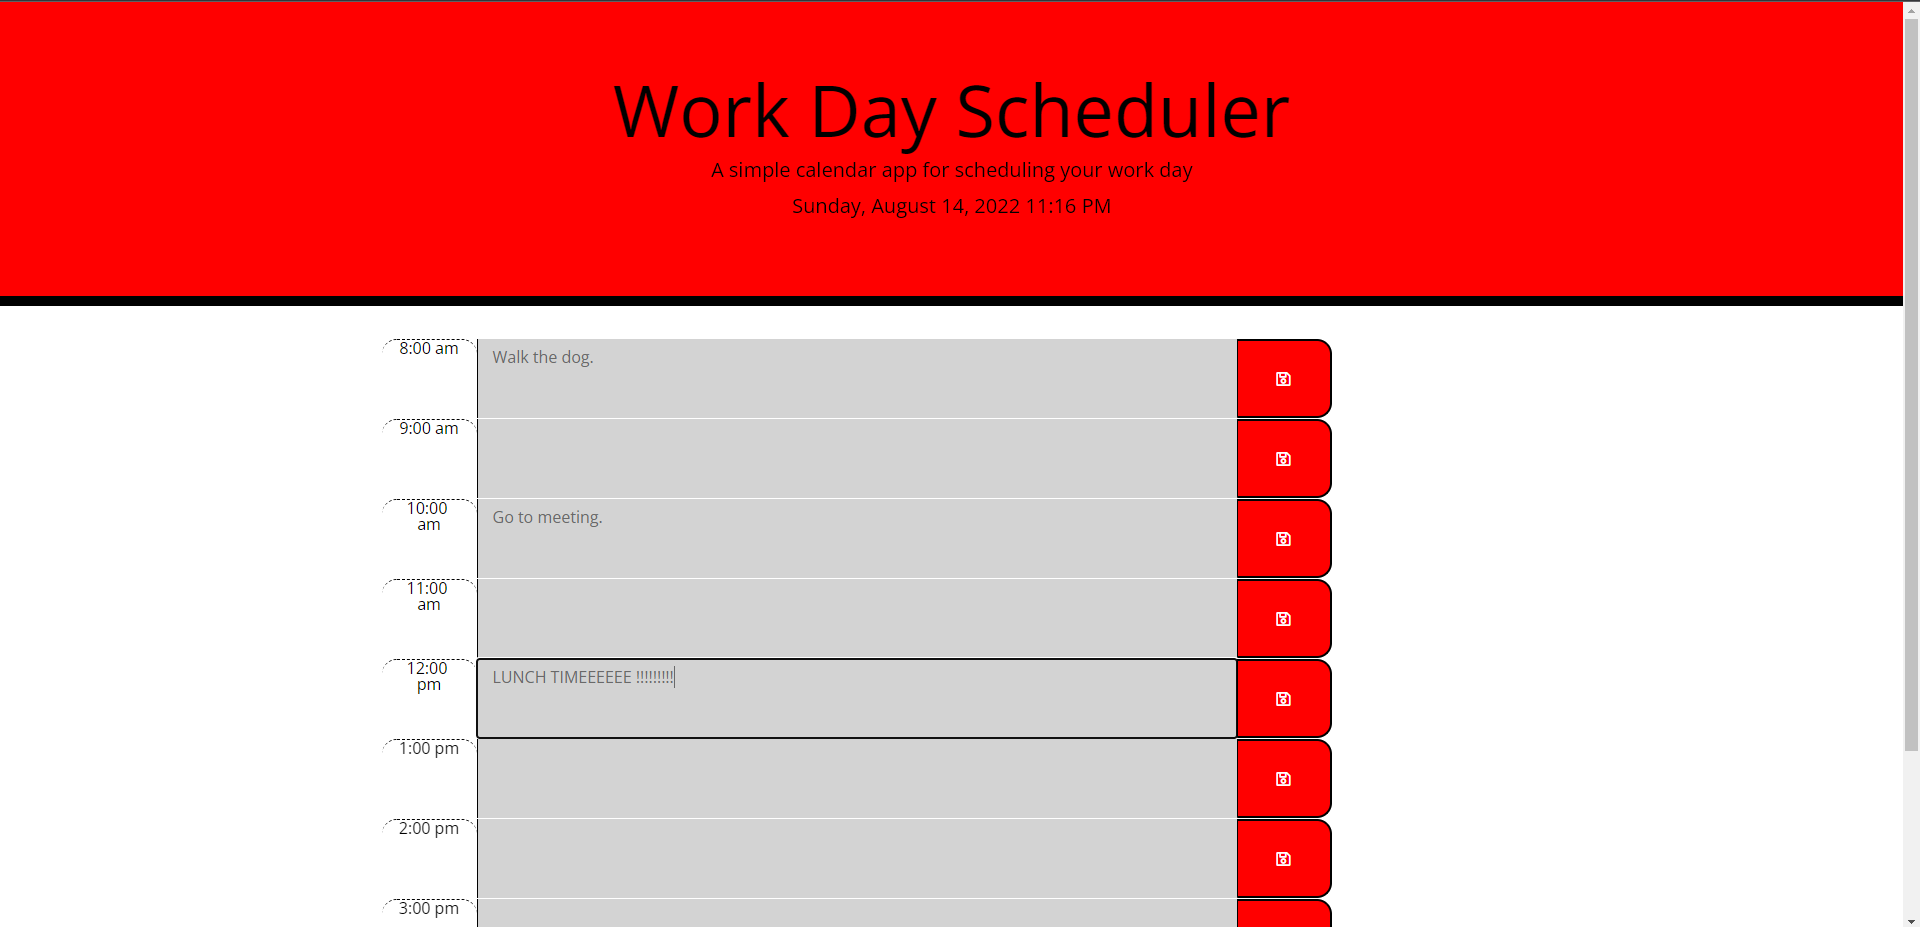 Work Day Scheduler
A simple calendar app for scheduling your work day
Sunday, August 14, 2022 11:16 PM
8:00 am
Walk the dog.
9:00 am
10:00
am
Go to meeting.
11:00
am
12:00
pm
LUNCH TIMEEEEEE !!!!!!!!!
1:00 pm
2:00 pm
3:00 pm